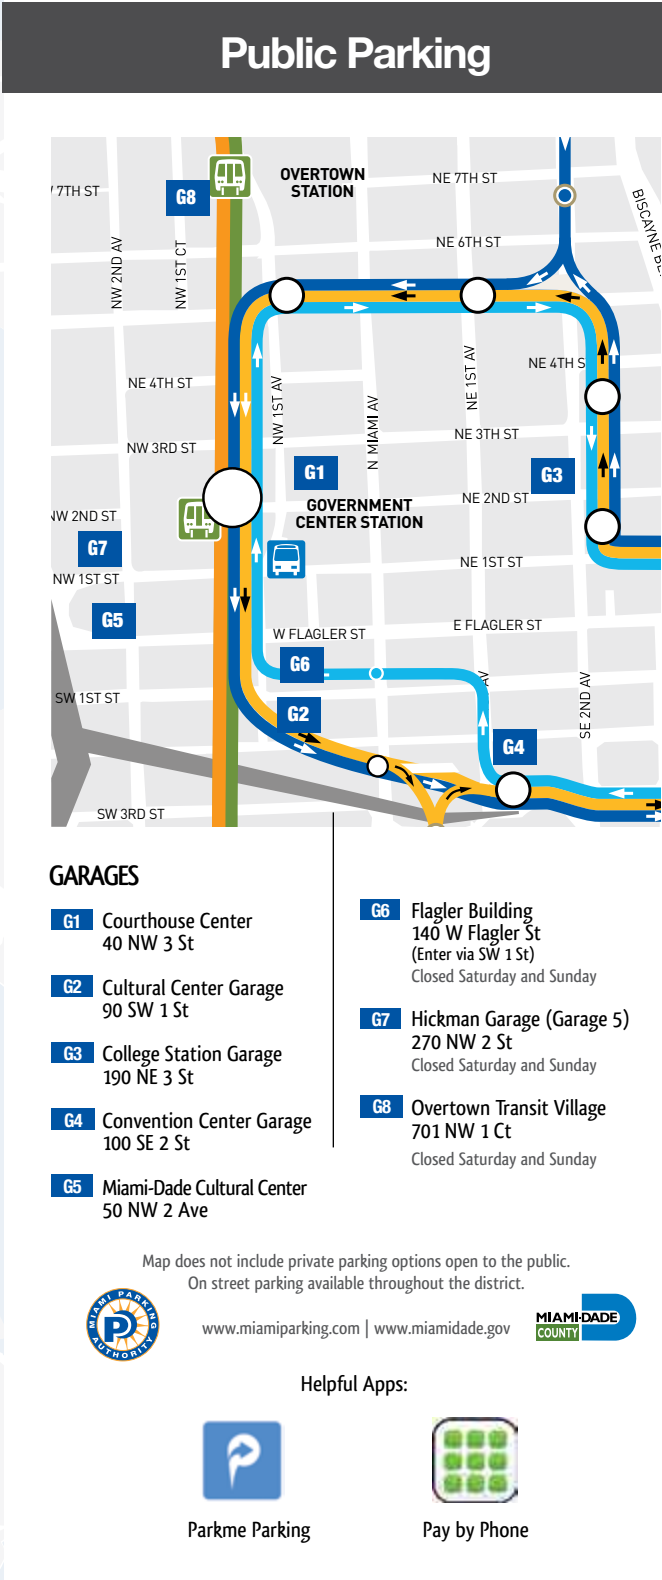 Public Parking
OVERTOWN
STATION
NE 7TH ST
7TH ST
G8
BISCAYNE
NE 6TH ST
NW 2ND AV
NW 1ST CT
NE 4TH S
NE 4TH ST
NW 1ST AV
N MIAMI AV
NE 1ST AV
NE 3TH ST
NW 3RD ST
G1
G3
NE 2ND ST
GOVERNMENT
CENTER STATION
NW 2ND ST
G7
NE 1ST ST
NW 1ST ST
G5
E FLAGLER ST
W FLAGLER ST
G6
AV
SE 2ND AV
SW 1ST ST
G2
G4
SW 3RD ST
GARAGES
G1 Courthouse Center
40 NW 3 St
G2 Cultural Center Garage
90 SW 1 St
G3 College Station Garage
190 NE 3 St
G4 Convention Center Garage
100 SE 2 St
G5 Miami-Dade Cultural Center
50 NW 2 Ave
G6 Flagler Building
140 W Flagler St
(Enter via SW 1 St)
Closed Saturday and Sunday
G7 Hickman Garage (Garage 5)
270 NW 2 St
Closed Saturday and Sunday
G8 Overtown Transit Village
701 NW 1 Ct
Closed Saturday and Sunday
Map does not include private parking options open to the public.
On street parking available throughout the district.
MIAMI PARKING
AUTHORITY
P
www.miamiparking.com | www.miamidade.gov
MIAMI-DADE
COUNTY
Helpful Apps:
Parkme Parking
Pay by Phone